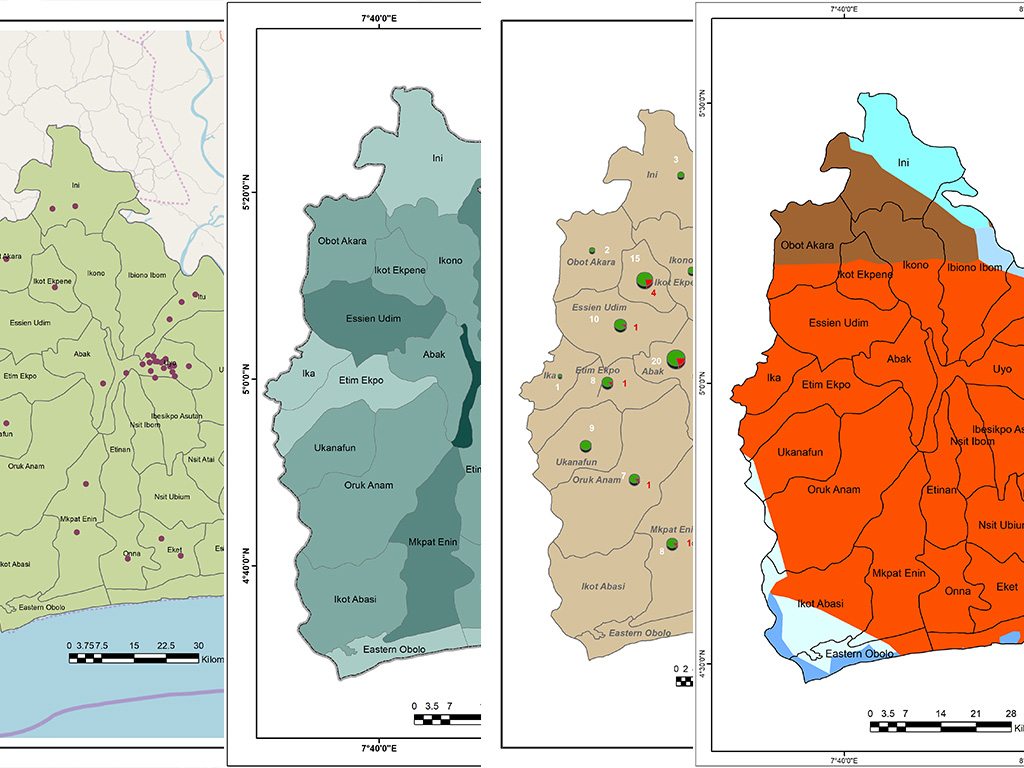 Ini
t Akara
Ikot Ekpene
Ikono
Ibiono Ibom
Itu
Essien Udim
Abak
Uyo
U
Etim Ekpo
Ibesikpo Asutan
Nsit Ibom
afun
Etinan
Nsit Atai
Oruk Anam
Nsit Ubium
Mkpat Enin
Onna
Eket
Es
kot Abasi
Eastern Obolo
0 3.75 7.5 15 22.5 30
Kilom
7°40'0"E
5°20'0"N
5°0'0"N
4°40'0"N
Ini
Obot Akara
Ikot Ekpene
Ikono
Essien Udim
Abak
Ika
Etim Ekpo
Ukanafun
Etin
Oruk Anam
Mkpat Enin
Ikot Abasi
Eastern Obolo
0 3.5 7
7°40'0"E
3
Ini
2
Obot Akara
15
Ikono
Ikot Ekpe
4
Essien Udim
10
1
20
Ika
Etim Ekpo
Abak
1
8
1
9
Ukanafun
7
Oruk Anam
1
Mkpat Eni
8
Ikot Abasi
Eastern Obolo
0 2
7°40'0"E
8°
5°30'0"N
5°0'0"N
4°30'0"N
Ini
Obot Akara
Ikot Ekpene
Ikono
Ibiono Ibom
Essien Udim
Abak
Uyo
Ika
Etim Ekpo
Ibesikpo As
Nsit Ibom
Ukanafun
Oruk Anam
Etinan
Nsit Ubium
Mkpat Enin
Onna
Eket
Ikot Abasi
Eastern Obolo
0 3.5 7 14 21 28
Kil
7°40'0"E
8°